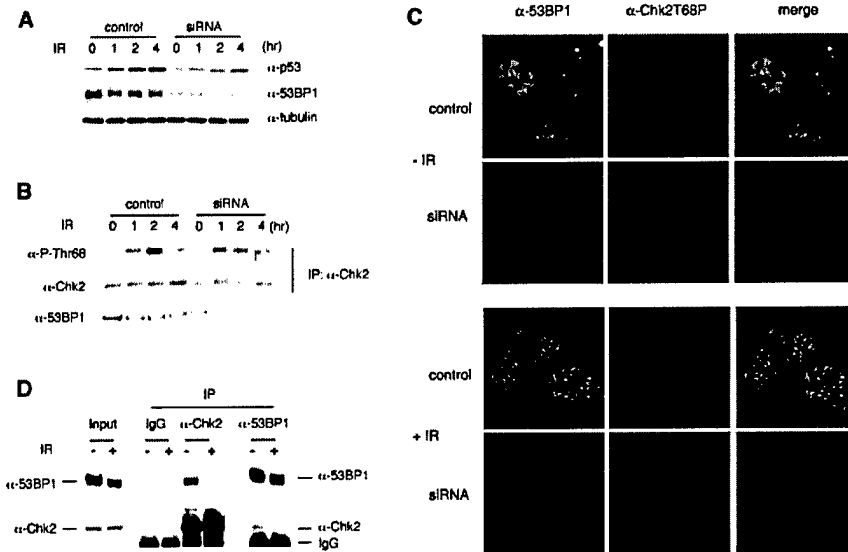 A
control siRNA
IR 0 1 2 4 0 1 2 4 (hr)
α-p53
α-53BP1
α-tubulin
B
control siRNA
IR 0 1 2 4 0 1 2 4 (hr)
α-P-Thr68
α-Chk2
IP: α-Chk2
α-53BP1
D
IP
Input IgG α-Chk2 α-53BP1
IR - + - + - + - +
α-53BP1 α-53BP1
α-Chk2 α-Chk2
IgG
C
α-53BP1 α-Chk2T68P merge
control
- IR
siRNA
control
+ IR
siRNA